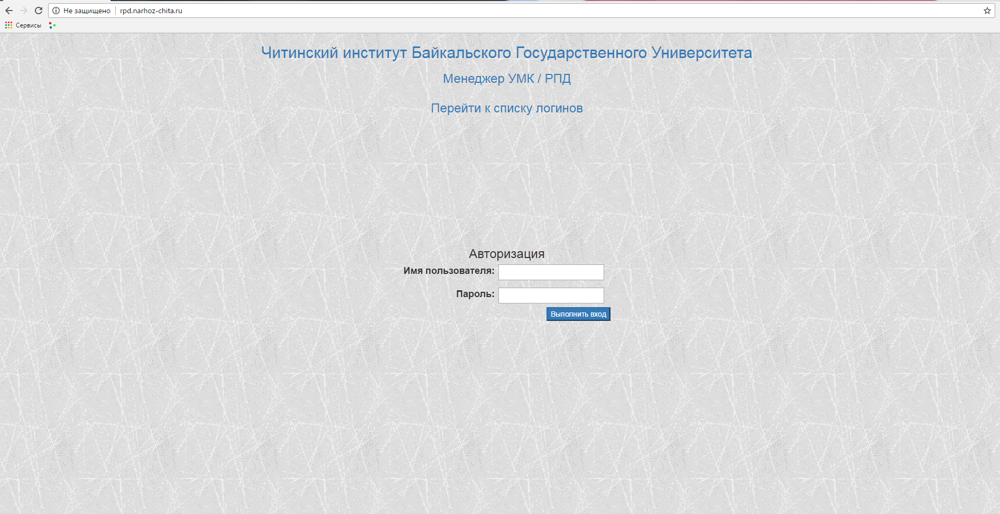 Не защищено rpd.narhoz-chita.ru
Сервисы
Читинский институт Байкальского Государственного Университета
Менеджер УМК / РПД
Перейти к списку логинов
Авторизация
Имя пользователя:
Пароль:
Выполнить вход